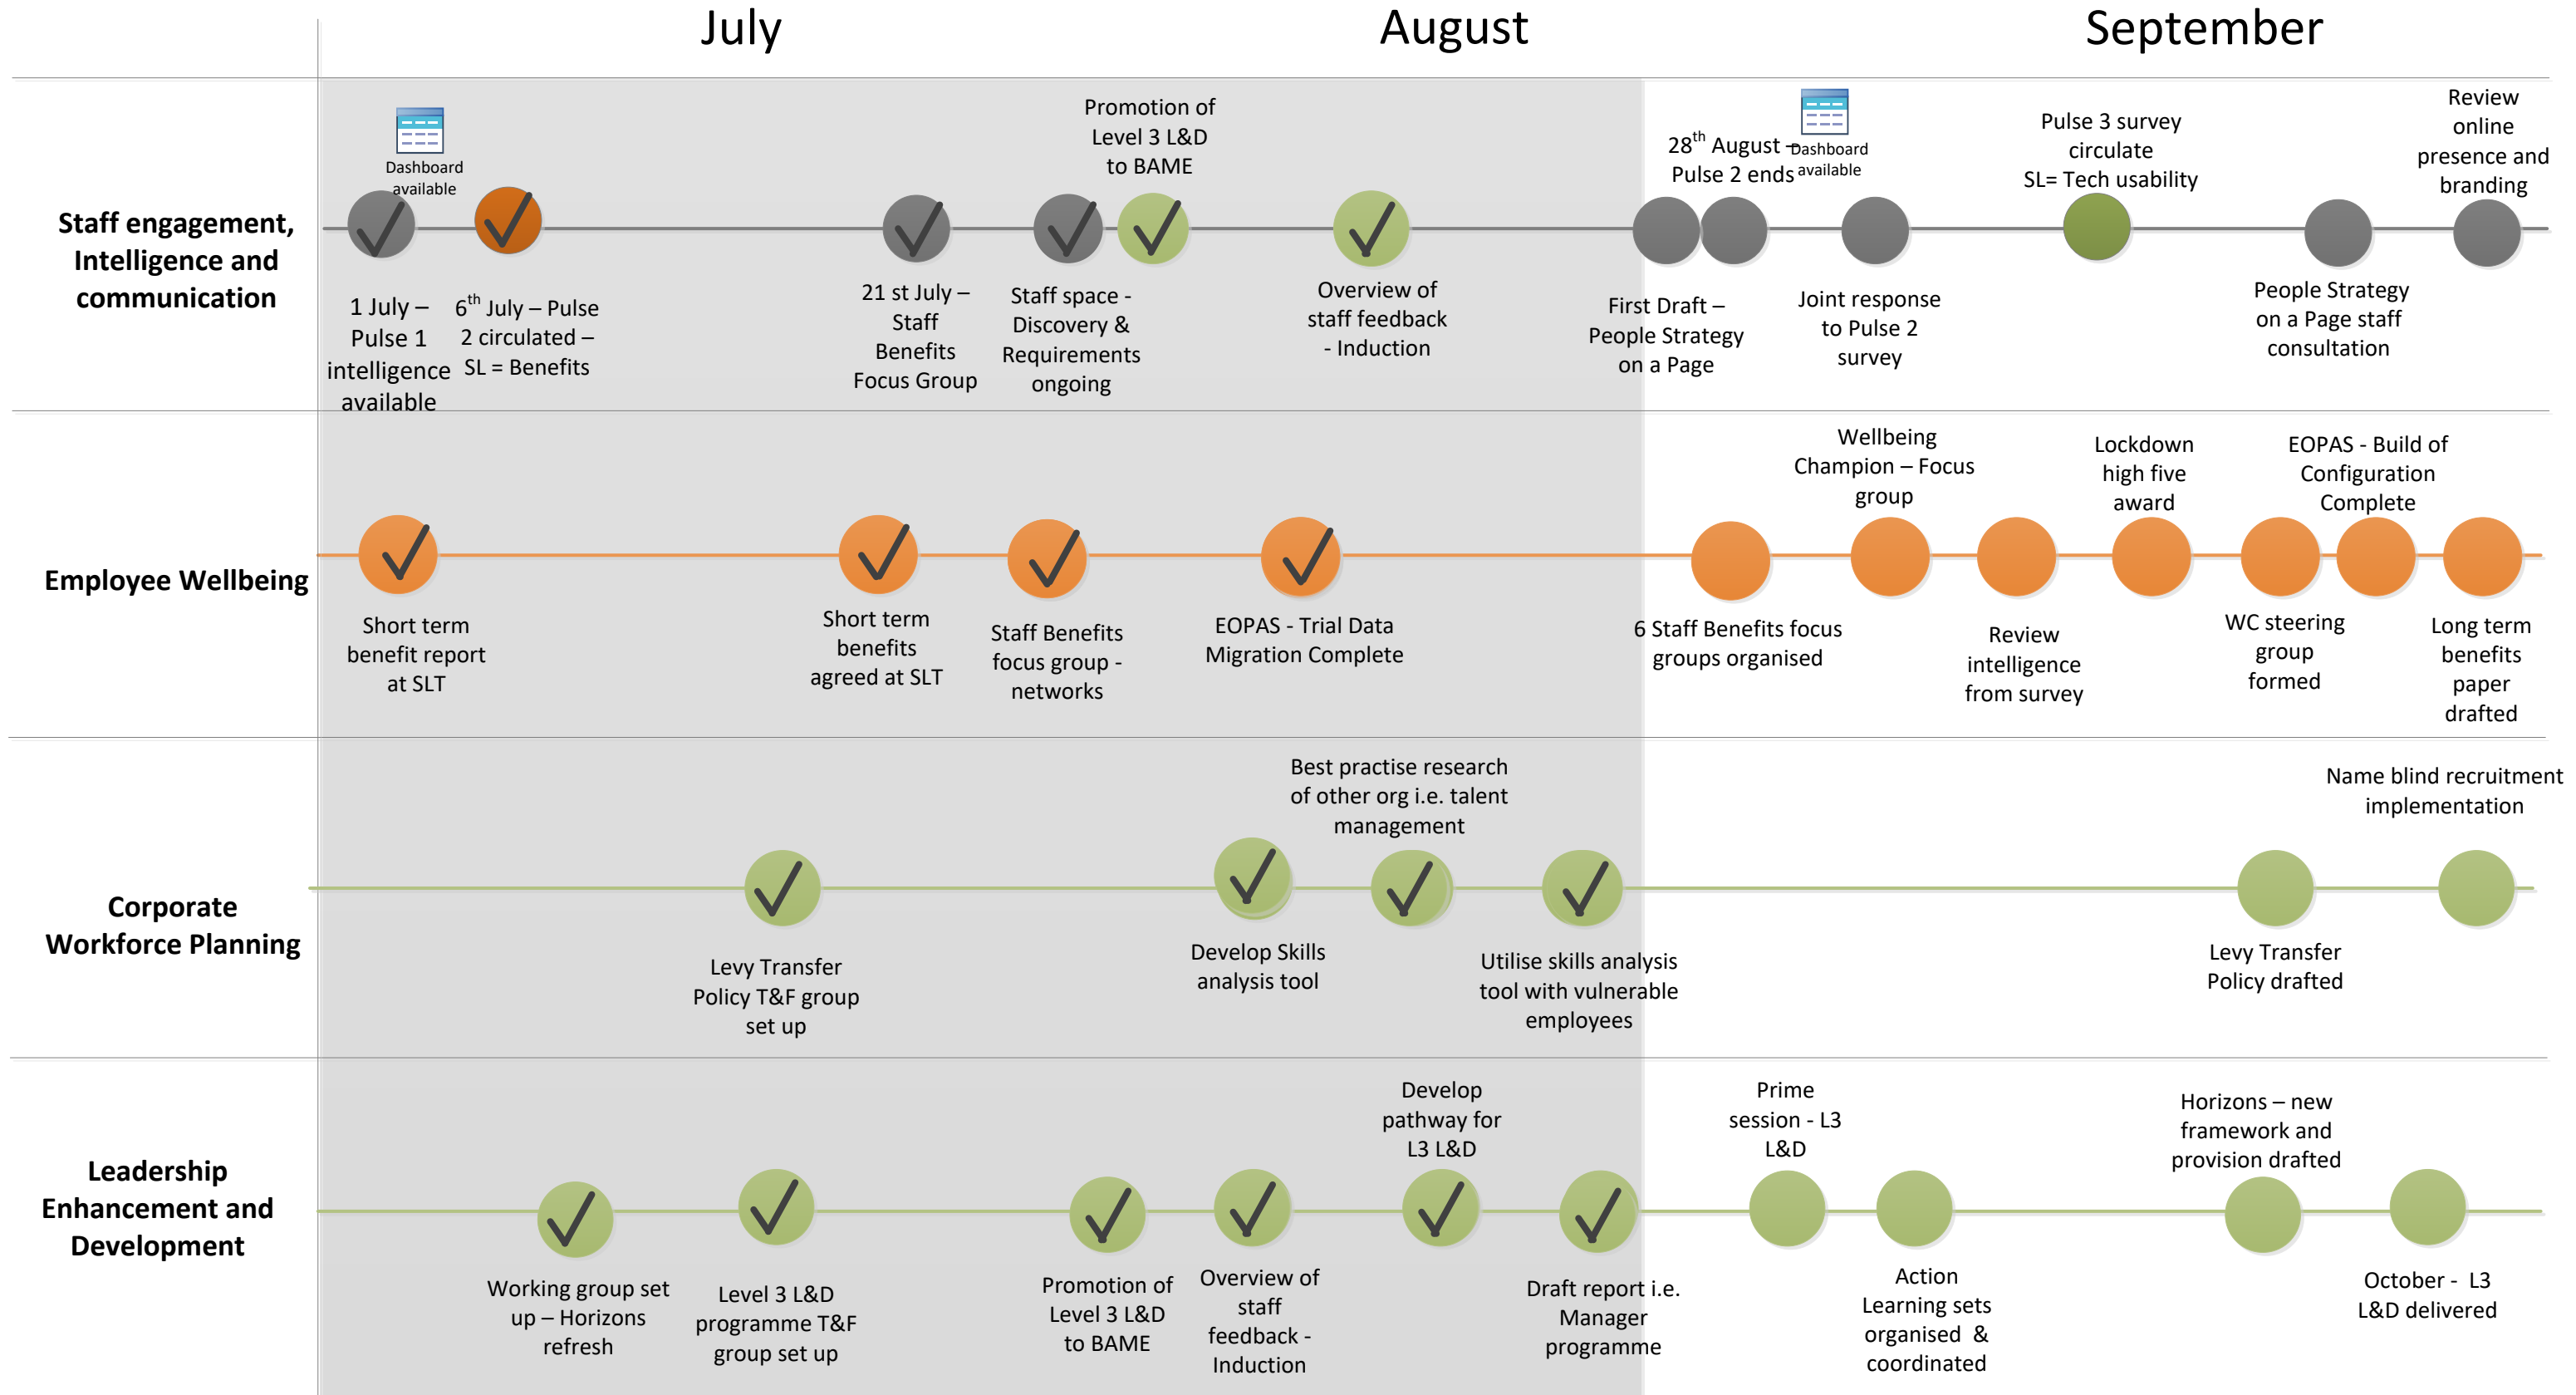 July
August
September
Staff engagement,
Intelligence and
communication
Dashboard
available
Promotion of
Level 3 L&D
to BAME
28th August –
Pulse 2 ends
Dashboard
available
Pulse 3 survey
circulate
SL= Tech usability
Review
online
presence and
branding
1 July –
Pulse 1
intelligence
available
6th July – Pulse
2 circulated –
SL = Benefits
21 st July –
Staff
Benefits
Focus Group
Staff space -
Discovery &
Requirements
ongoing
Overview of
staff feedback
- Induction
First Draft –
People Strategy
on a Page
Joint response
to Pulse 2
survey
People Strategy
on a Page staff
consultation
Employee Wellbeing
Wellbeing
Champion – Focus
group
Lockdown
high five
award
EOPAS - Build of
Configuration
Complete
Short term
benefit report
at SLT
Short term
benefits
agreed at SLT
Staff Benefits
focus group -
networks
EOPAS - Trial Data
Migration Complete
6 Staff Benefits focus
groups organised
Review
intelligence
from survey
WC steering
group
formed
Long term
benefits
paper
drafted
Corporate
Workforce Planning
Best practise research
of other org i.e. talent
management
Name blind recruitment
implementation
Levy Transfer
Policy T&F group
set up
Develop Skills
analysis tool
Utilise skills analysis
tool with vulnerable
employees
Levy Transfer
Policy drafted
Leadership
Enhancement and
Development
Develop
pathway for
L3 L&D
Prime
session - L3
L&D
Horizons – new
framework and
provision drafted
Working group set
up – Horizons
refresh
Level 3 L&D
programme T&F
group set up
Promotion of
Level 3 L&D
to BAME
Overview of
staff
feedback -
Induction
Draft report i.e.
Manager
programme
Action
Learning sets
organised &
coordinated
October - L3
L&D delivered